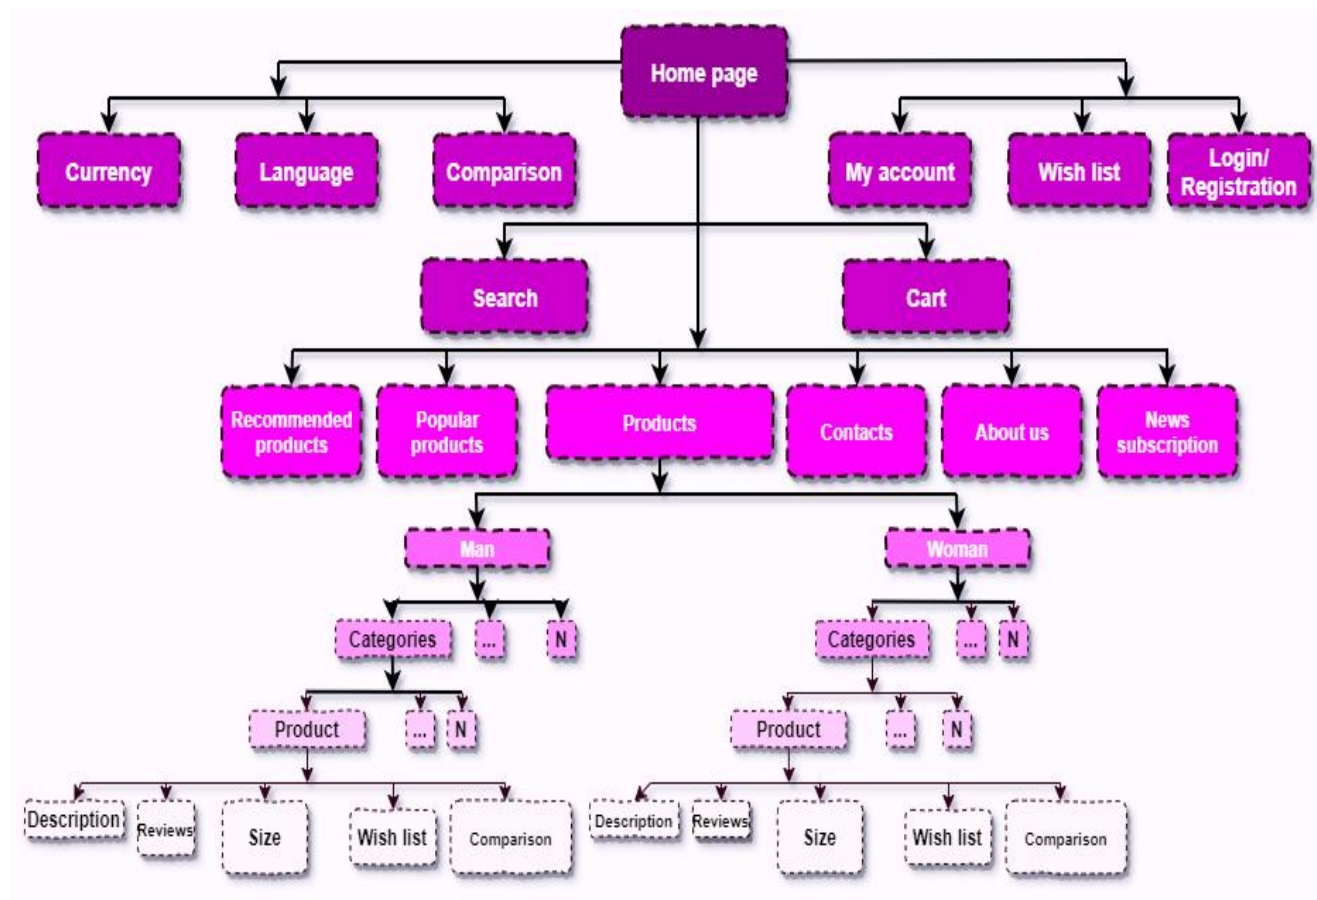 Home page
Currency
Language
Comparison
My account
Wish list
Login/
Registration
Search
Cart
Recommended
products
Popular
products
Products
Contacts
About us
News
subscription
Man
Woman
Categories
...
N
Categories
...
N
Product
...
N
Product
...
N
Description
Reviews
Size
Wish list
Comparison
Description
Reviews
Size
Wish list
Comparison